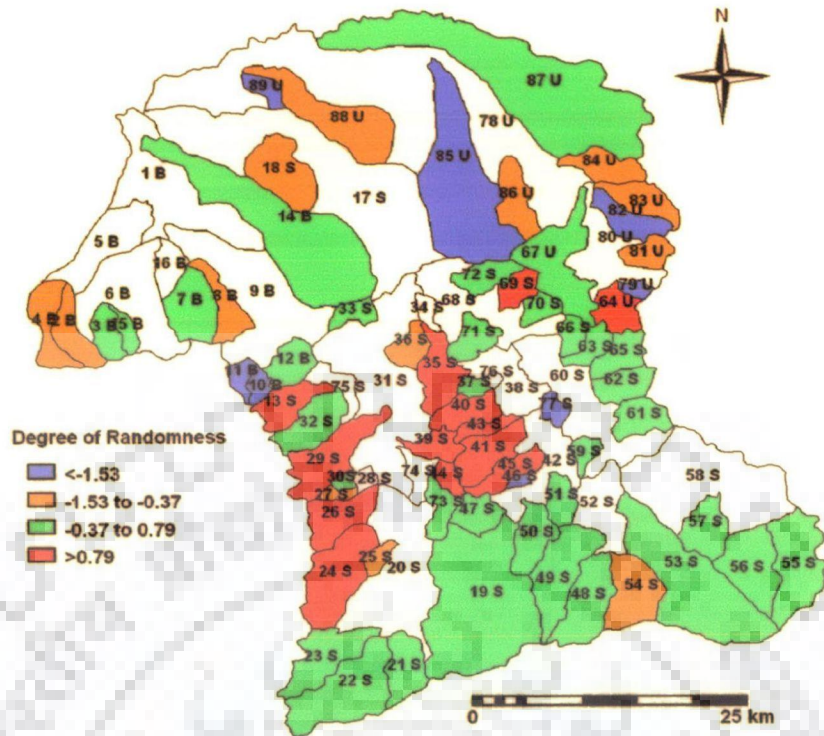 N
87 U
89 U
88 U
78 U
85 U
84 U
18 S
1 B
17 S
86 U
83 U
82 U
14 B
80 U
5 B
67 U
81 U
16 B
72 S
69 S
79 U
6 B
9 B
7 B
8 B
68 S
64 U
34 S
70 S
33 S
4 B
2 B
3 B
66 S
71 S
36 S
63 S
65 S
12 B
35 S
76 S
60 S
11 B
31 S
37 S
38 S
62 S
10 B
75 S
13 S
40 S
61 S
32 S
43 S
39 S
41 S
Degree of Randomness
29 S
59 S
42 S
45 S
<-1.53
30 S
28 S
74 S
44 S
46 S
58 S
-1.53 to -0.37
27 S
51 S
52 S
26 S
73 S
47 S
-0.37 to 0.79
57 S
50 S
>0.79
25 S
20 S
53 S
24 S
56 S
55 S
49 S
54 S
19 S
48 S
23 S
21 S
22 S
0
25 km